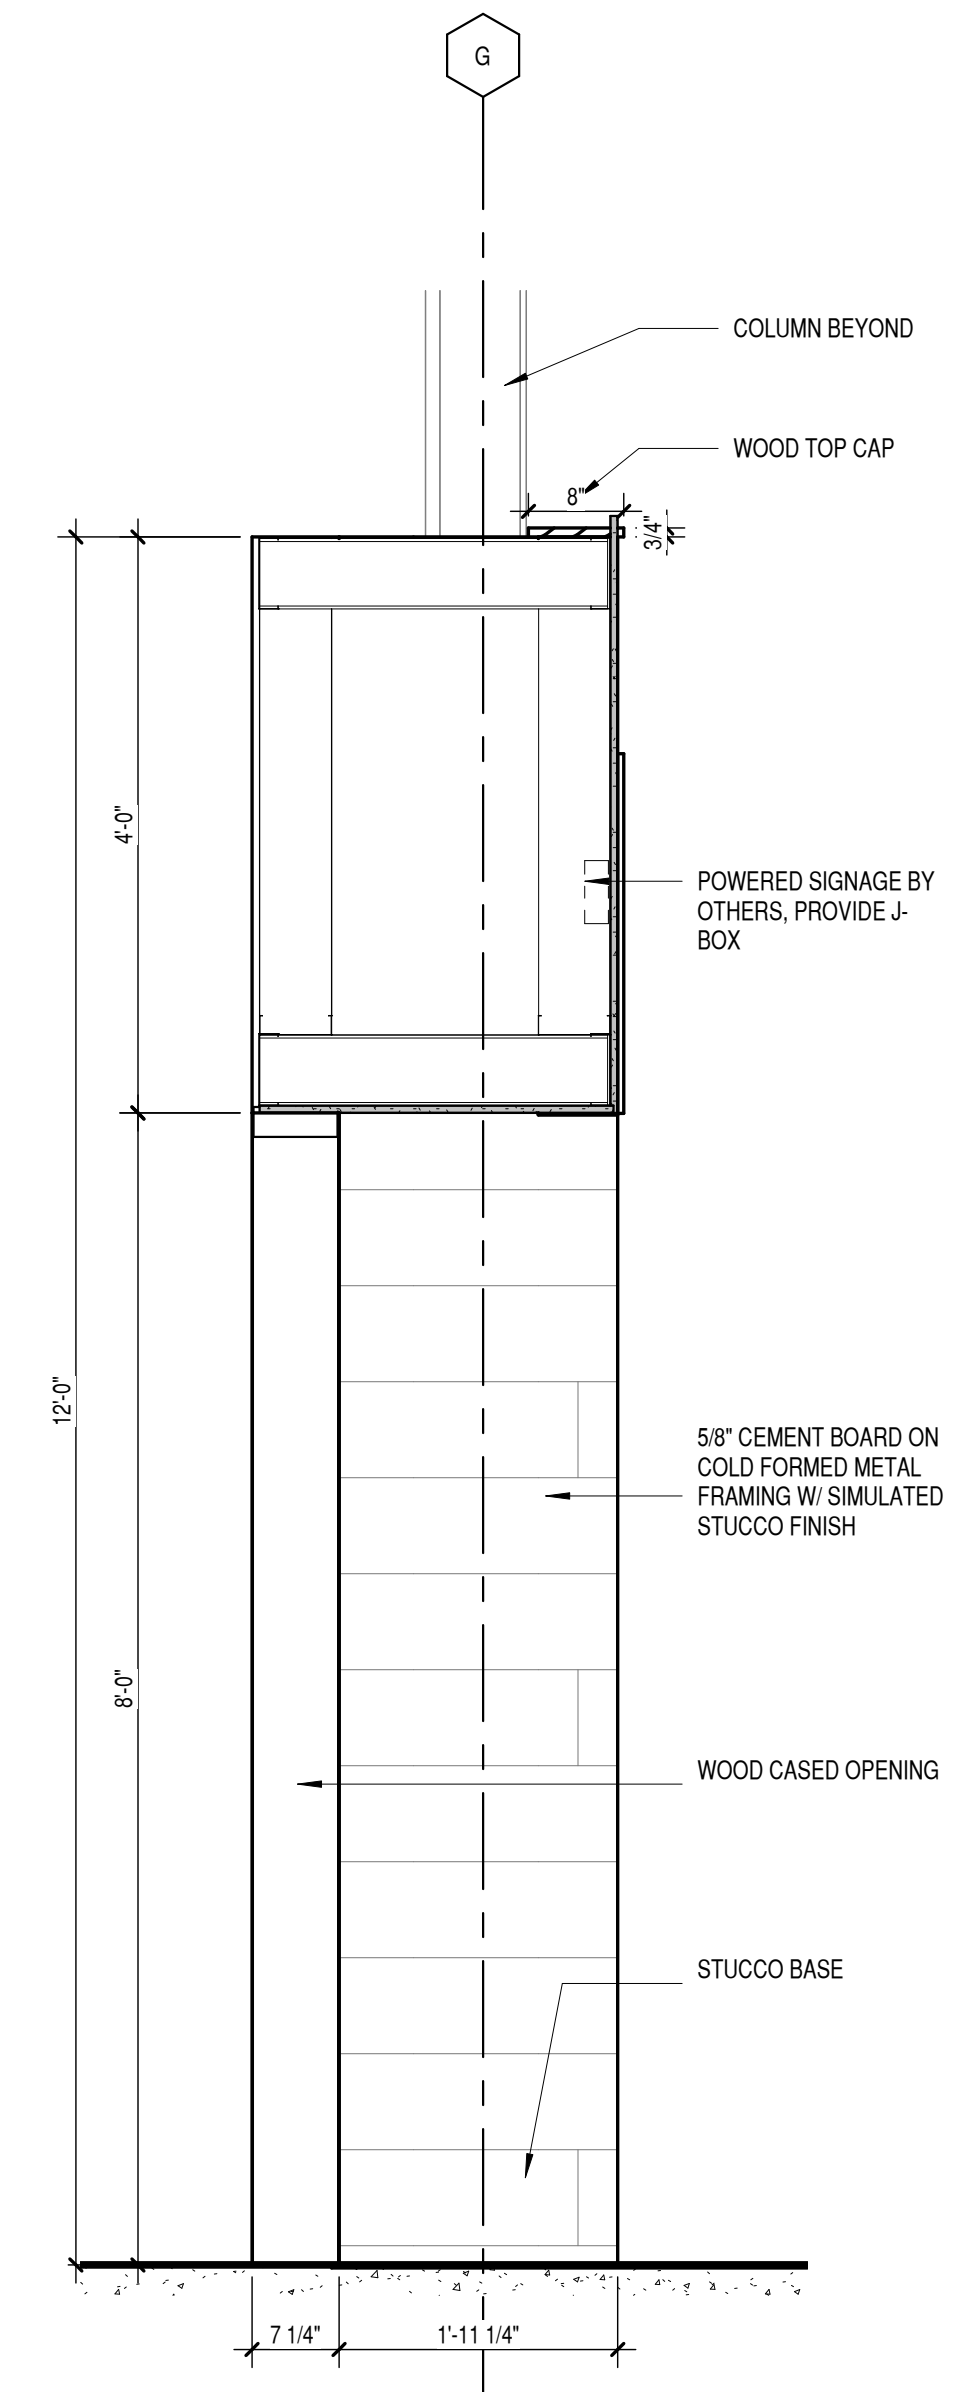 G
COLUMN BEYOND
WOOD TOP CAP
8"
3/4"
4'-0"
POWERED SIGNAGE BY
OTHERS, PROVIDE J-
BOX
12'-0"
5/8" CEMENT BOARD ON
COLD FORMED METAL
FRAMING W/ SIMULATED
STUCCO FINISH
8'-0"
WOOD CASED OPENING
STUCCO BASE
7 1/4"
1'-11 1/4"